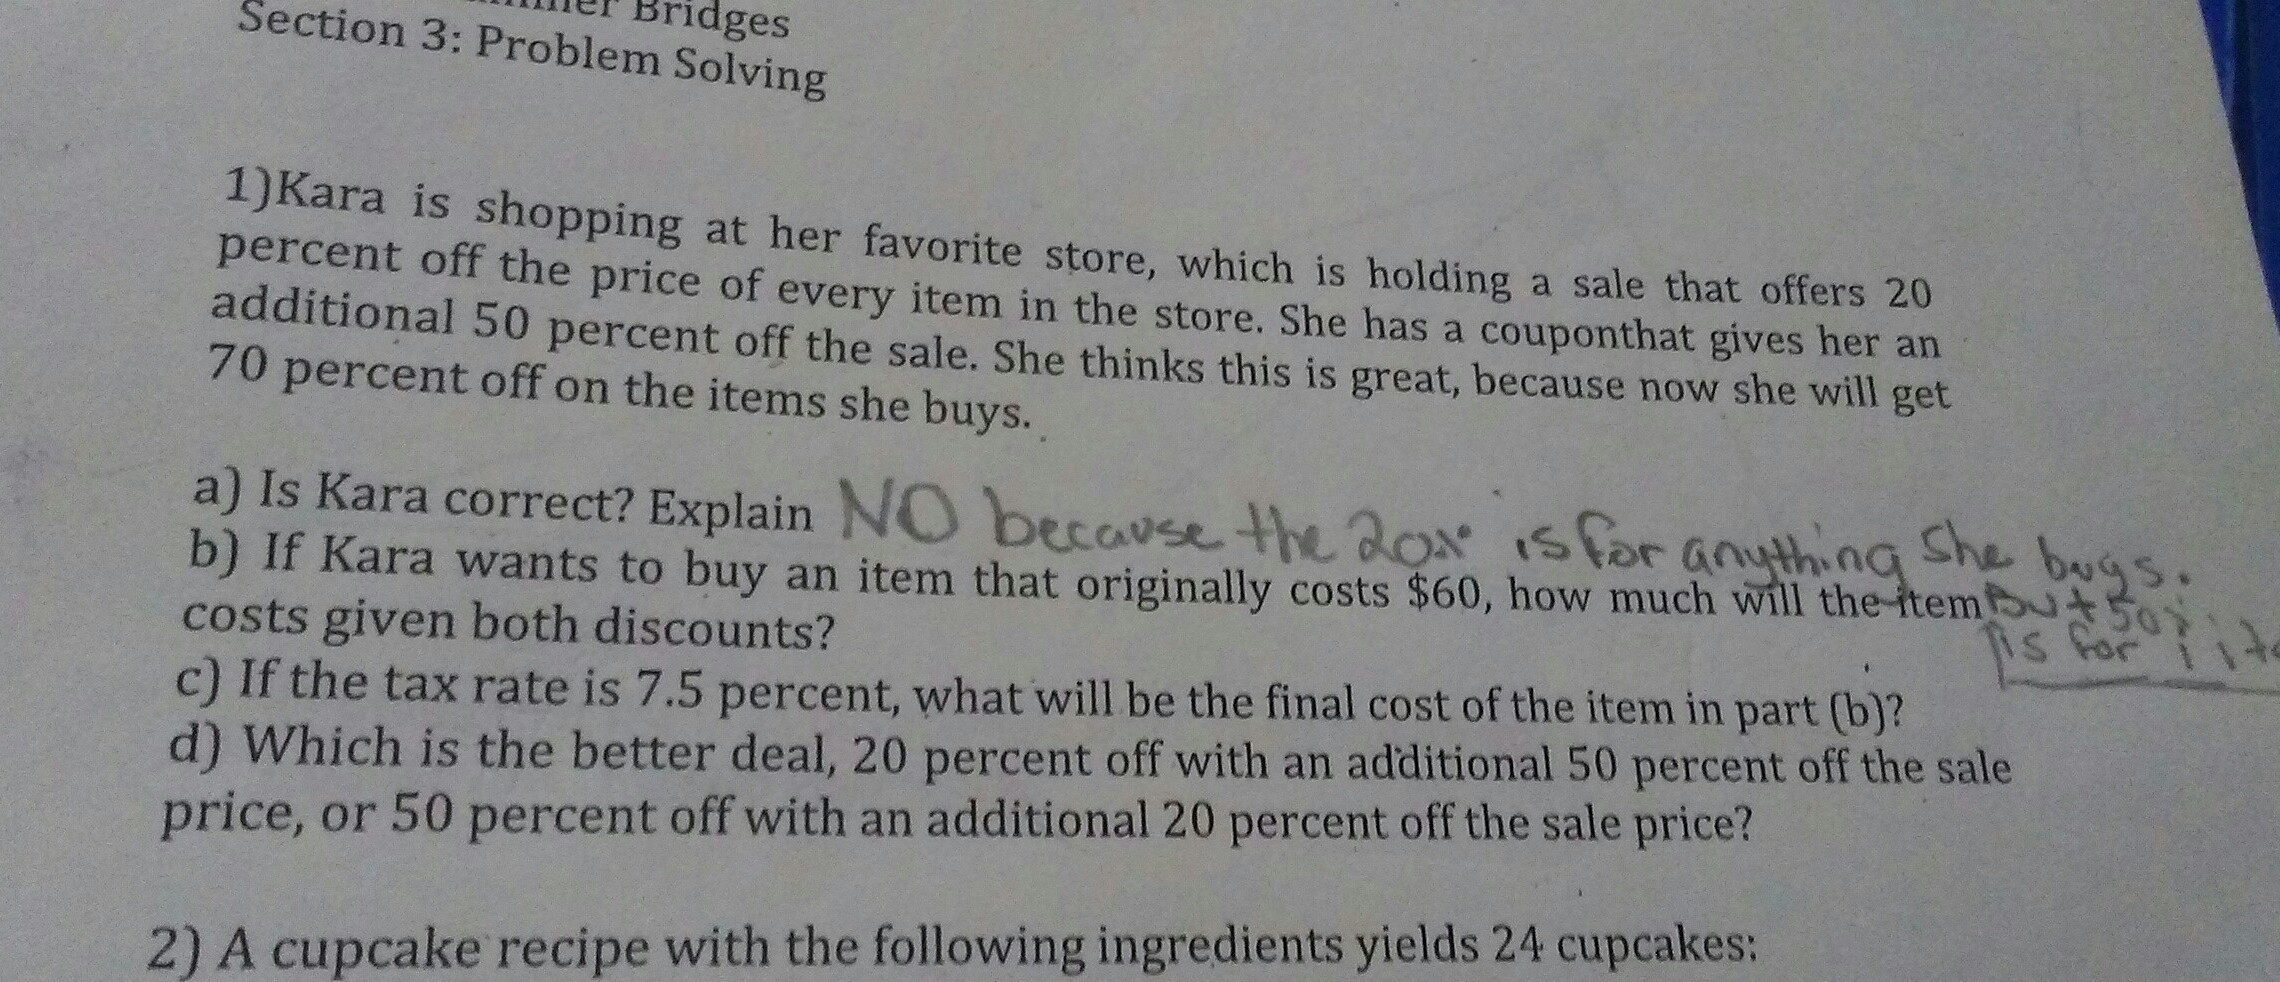 Bridges
Section 3: Problem Solving
1)Kara is shopping at her favorite store, which is holding a sale that offers 20
percent off the price of every item in the store. She has a couponthat gives her an
additional 50 percent off the sale. She thinks this is great, because now she will get
70 percent off on the items she buys.
a) Is Kara correct? Explain NO because the 20% is for anything she buys.
b) If Kara wants to buy an item that originally costs $60, how much will the item But 50%
costs given both discounts?
is for 1
c) If the tax rate is 7.5 percent, what will be the final cost of the item in part (b)?
d) Which is the better deal, 20 percent off with an additional 50 percent off the sale
price, or 50 percent off with an additional 20 percent off the sale price?
2) A cupcake recipe with the following ingredients yields 24 cupcakes: